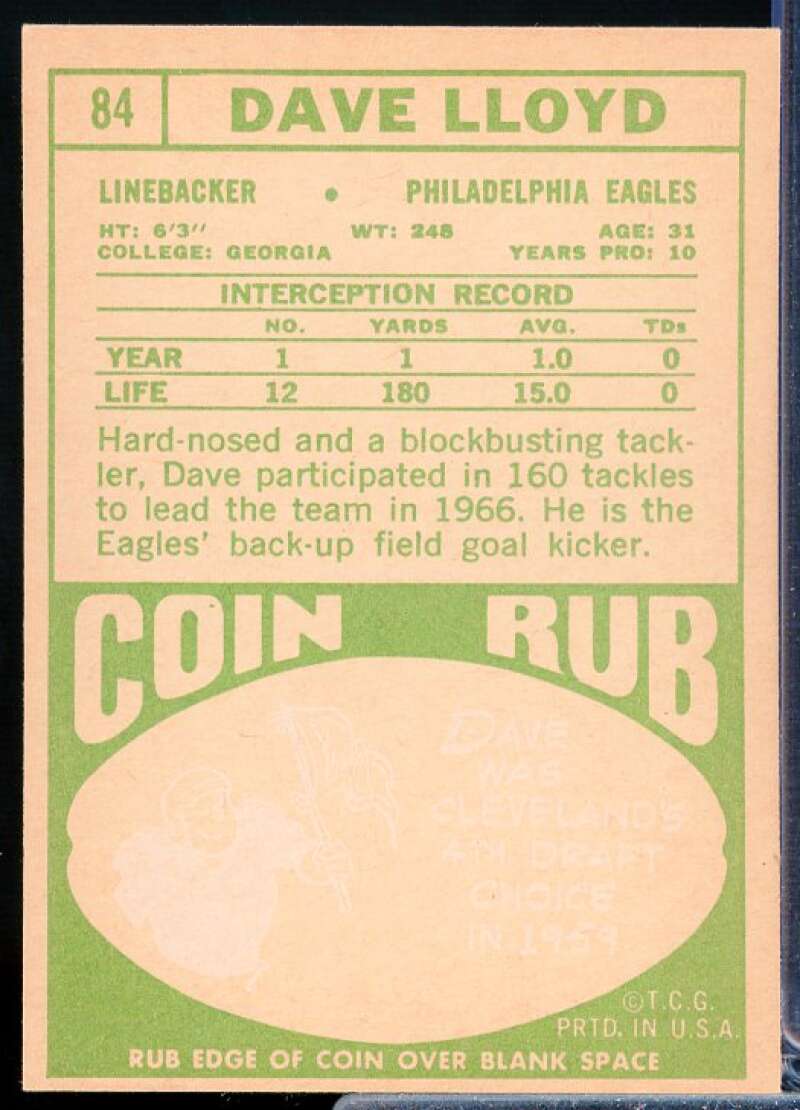 84 DAVE LLOYD
LINEBACKER • PHILADELPHIA EAGLES
HT: 6'3" WT: 248 AGE: 31
COLLEGE: GEORGIA YEARS PRO: 10
INTERCEPTION RECORD
NO. YARDS AVG. TDs
YEAR 1 1 1.0 0
LIFE 12 180 15.0 0
Hard-nosed and a blockbusting tack-
ler, Dave participated in 160 tackles
to lead the team in 1966. He is the
Eagles' back-up field goal kicker.
COIN RUB
DAVE
WAS
CLEVELAND'S
4TH DRAFT
CHOICE
IN 1959
©T.C.G.
PRTD. IN U.S.A.
RUB EDGE OF COIN OVER BLANK SPACE